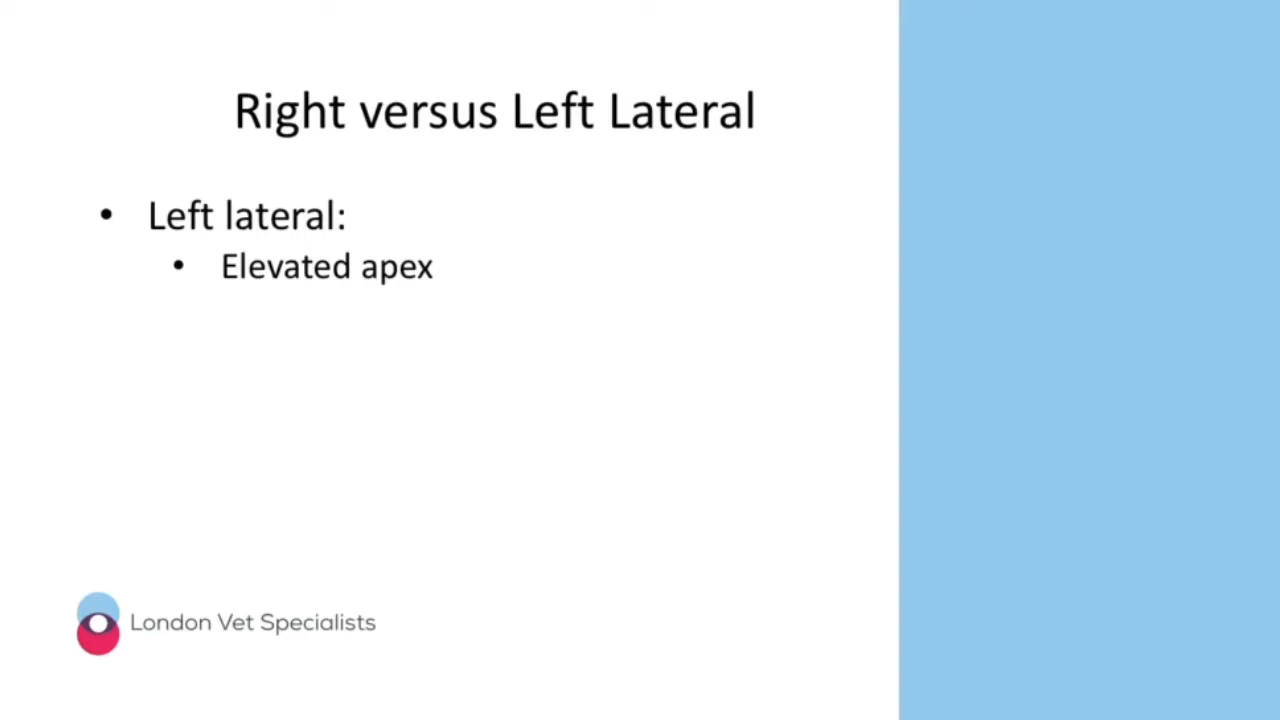 Right versus Left Lateral
• Left lateral:
• Elevated apex
London Vet Specialists